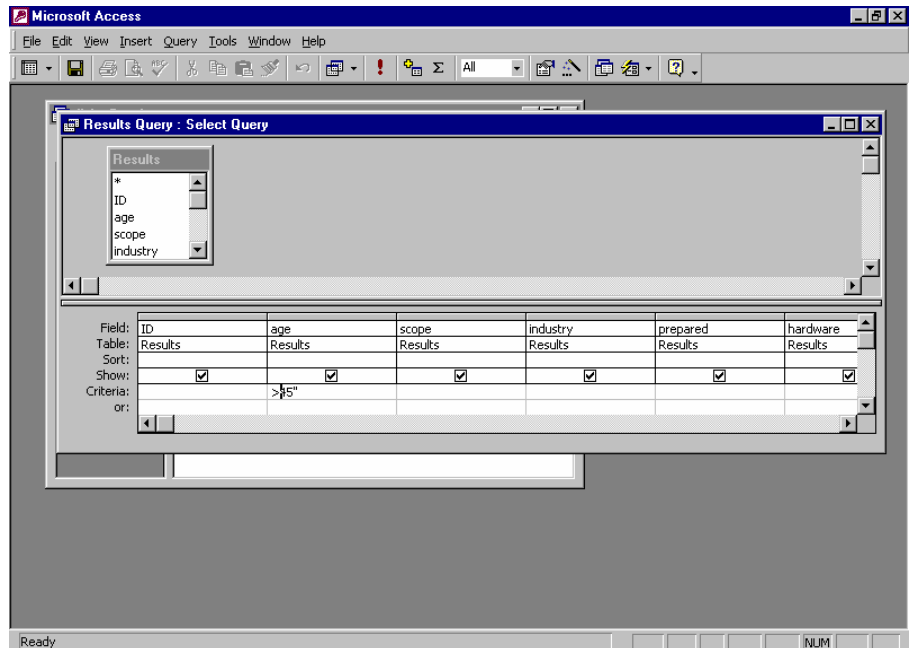 Microsoft Access
File Edit View Insert Query Tools Window Help
All
Results Query : Select Query
Results
*
ID
age
scope
industry
Field: ID age scope industry prepared hardware
Table: Results Results Results Results Results Results
Sort:
Show:
Criteria:
or:
Ready NUM